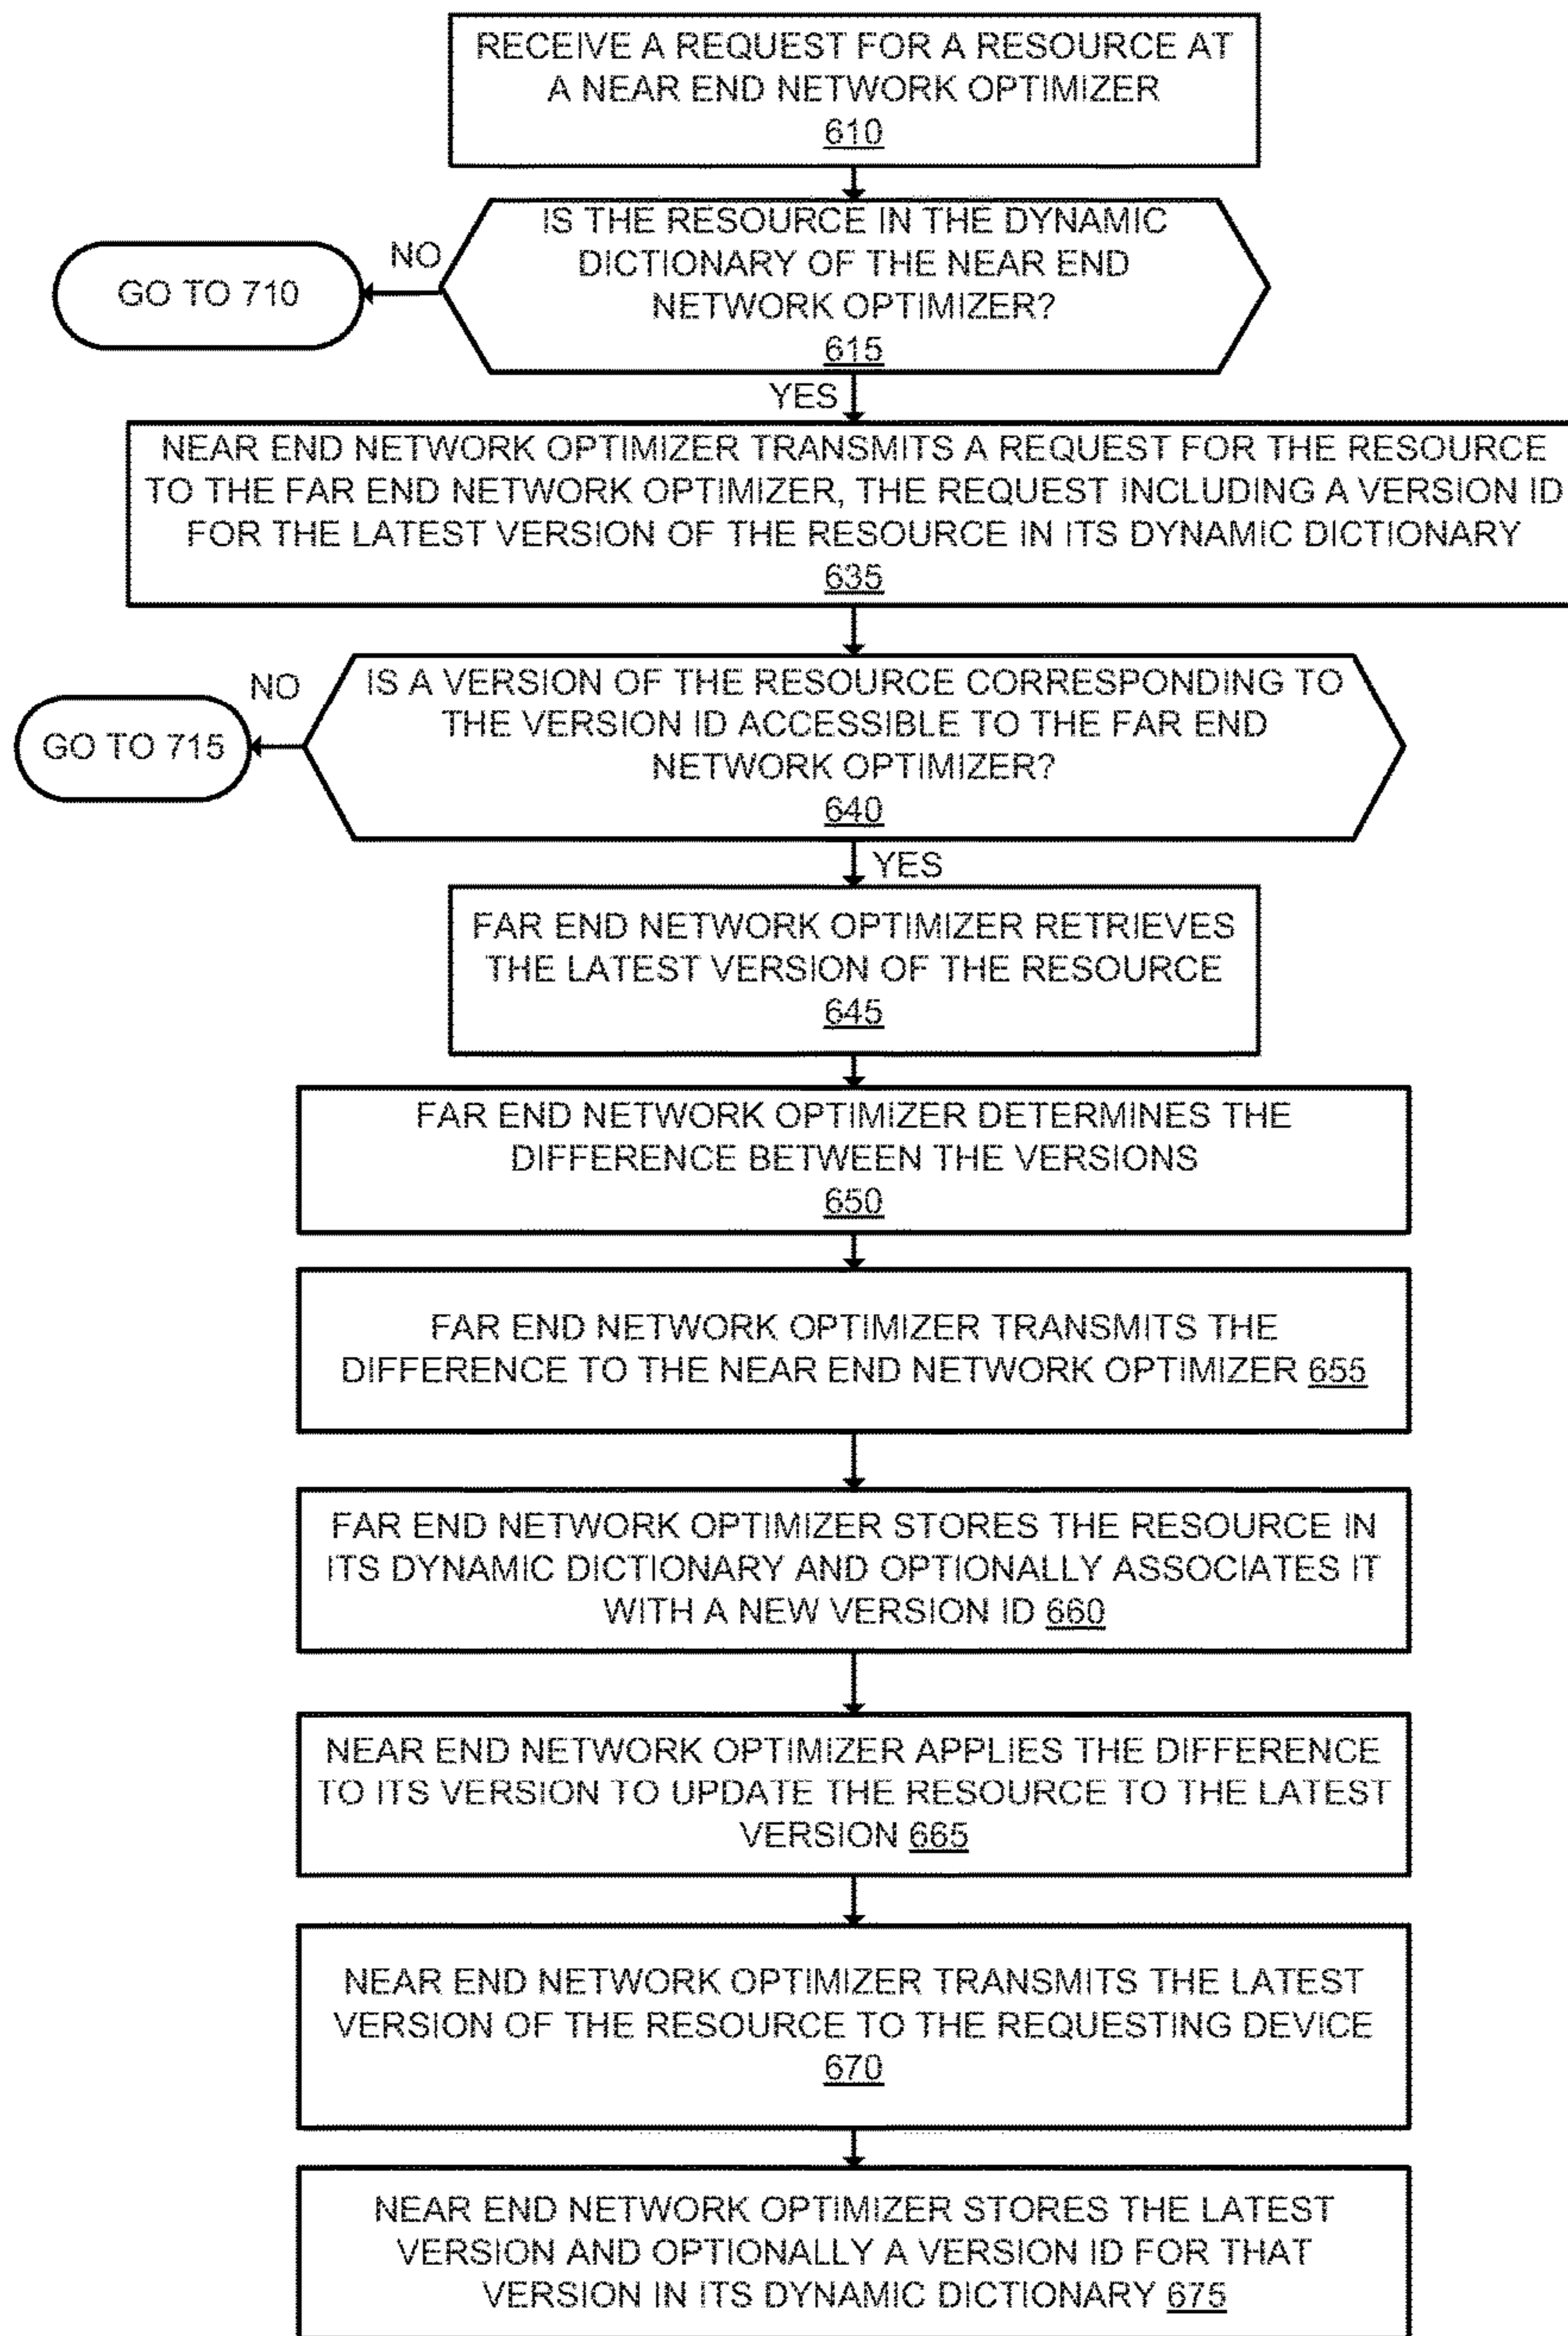 RECEIVE A REQUEST FOR A RESOURCE AT
A NEAR END NETWORK OPTIMIZER
610
IS THE RESOURCE IN THE DYNAMIC
DICTIONARY OF THE NEAR END
NETWORK OPTIMIZER?
615
NO
GO TO 710
YES
NEAR END NETWORK OPTIMIZER TRANSMITS A REQUEST FOR THE RESOURCE
TO THE FAR END NETWORK OPTIMIZER, THE REQUEST INCLUDING A VERSION ID
FOR THE LATEST VERSION OF THE RESOURCE IN ITS DYNAMIC DICTIONARY
635
IS A VERSION OF THE RESOURCE CORRESPONDING TO
THE VERSION ID ACCESSIBLE TO THE FAR END
NETWORK OPTIMIZER?
640
NO
GO TO 715
YES
FAR END NETWORK OPTIMIZER RETRIEVES
THE LATEST VERSION OF THE RESOURCE
645
FAR END NETWORK OPTIMIZER DETERMINES THE
DIFFERENCE BETWEEN THE VERSIONS
650
FAR END NETWORK OPTIMIZER TRANSMITS THE
DIFFERENCE TO THE NEAR END NETWORK OPTIMIZER 655
FAR END NETWORK OPTIMIZER STORES THE RESOURCE IN
ITS DYNAMIC DICTIONARY AND OPTIONALLY ASSOCIATES IT
WITH A NEW VERSION ID 660
NEAR END NETWORK OPTIMIZER APPLIES THE DIFFERENCE
TO ITS VERSION TO UPDATE THE RESOURCE TO THE LATEST
VERSION 665
NEAR END NETWORK OPTIMIZER TRANSMITS THE LATEST
VERSION OF THE RESOURCE TO THE REQUESTING DEVICE
670
NEAR END NETWORK OPTIMIZER STORES THE LATEST
VERSION AND OPTIONALLY A VERSION ID FOR THAT
VERSION IN ITS DYNAMIC DICTIONARY 675